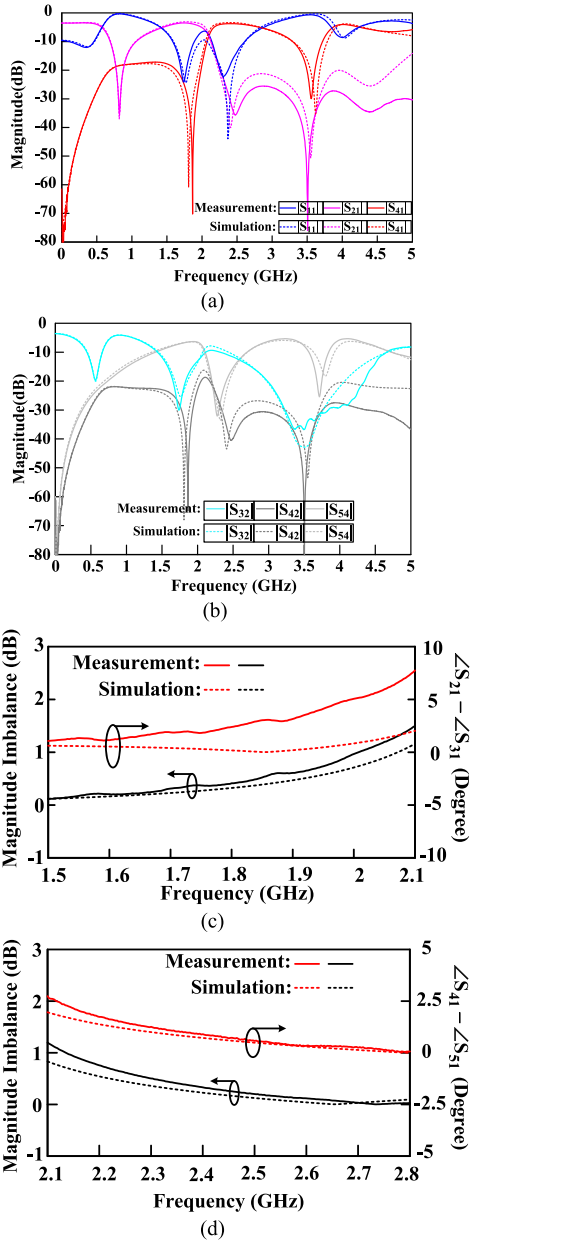 0
-10
-20
-30
-40
-50
-60
-70
-80
Magnitude(dB)
Measurement: |S11| |S21| |S41|
Simulation: |S11| |S21| |S41|
0 0.5 1 1.5 2 2.5 3 3.5 4 4.5 5
Frequency (GHz)
(a)
0
-10
-20
-30
-40
-50
-60
-70
-80
Magnitude(dB)
Measurement: |S32| |S42| |S54|
Simulation: |S32| |S42| |S54|
0 0.5 1 1.5 2 2.5 3 3.5 4 4.5 5
Frequency (GHz)
(b)
3
2
1
0
-1
Magnitude Imbalance (dB)
Measurement:
Simulation:
10
5
0
-5
-10
∠S21 – ∠S31 (Degree)
1.5 1.6 1.7 1.8 1.9 2 2.1
Frequency (GHz)
(c)
3
2
1
0
-1
Magnitude Imbalance (dB)
Measurement:
Simulation:
5
2.5
0
-2.5
-5
∠S41 – ∠S51 (Degree)
2.1 2.2 2.3 2.4 2.5 2.6 2.7 2.8
Frequency (GHz)
(d)